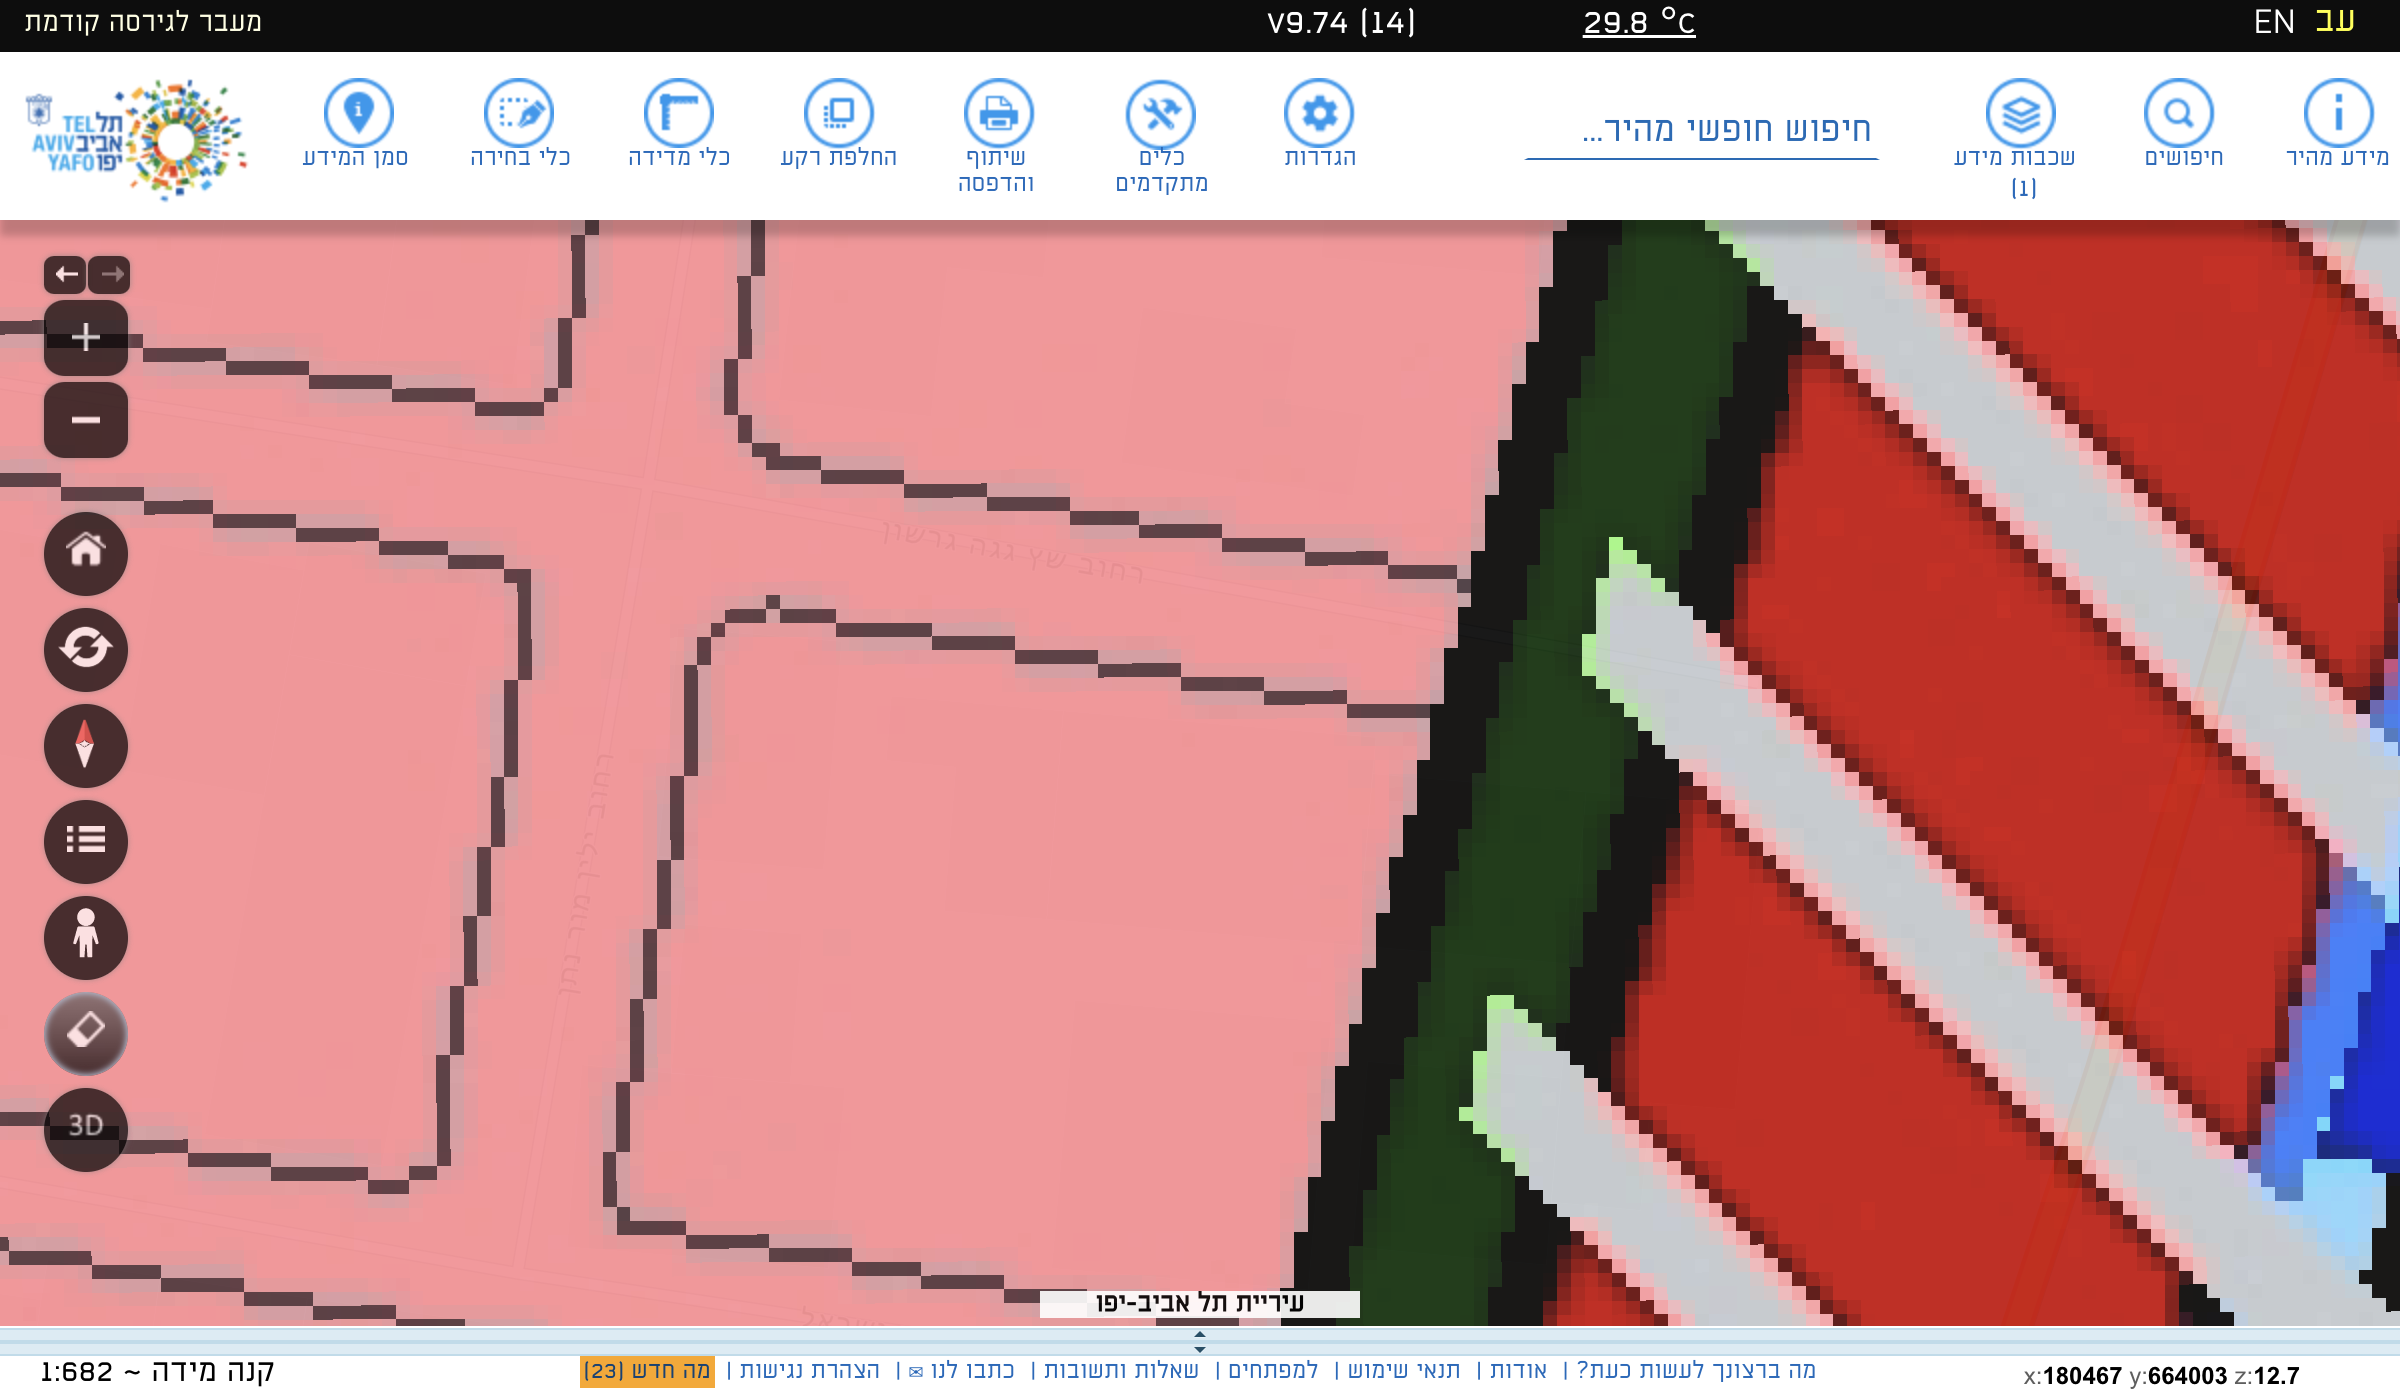 עב EN
29.8 °C
V9.74 (14)
מעבר לגירסה קודמת
מידע מהיר
חיפושים
שכבות מידע
(1)
חיפוש חופשי מהיר...
הגדרות
כלים
מתקדמים
שיתוף
והדפסה
החלפת רקע
כלי מדידה
כלי בחירה
סמן המידע
תל
אביב
יפו
TEL
AVIV
YAFO
רחוב שץ גגה גרשון
רחוב ילין מור נתן
3D
עיריית תל אביב-יפו
מה ברצונך לעשות כעת? | אודות | תנאי שימוש | למפתחים | שאלות ותשובות | כתבו לנו ✉ | הצהרת נגישות | מה חדש (23)
קנה מידה ~ 1:682
x:180467 y:664003 z:12.7